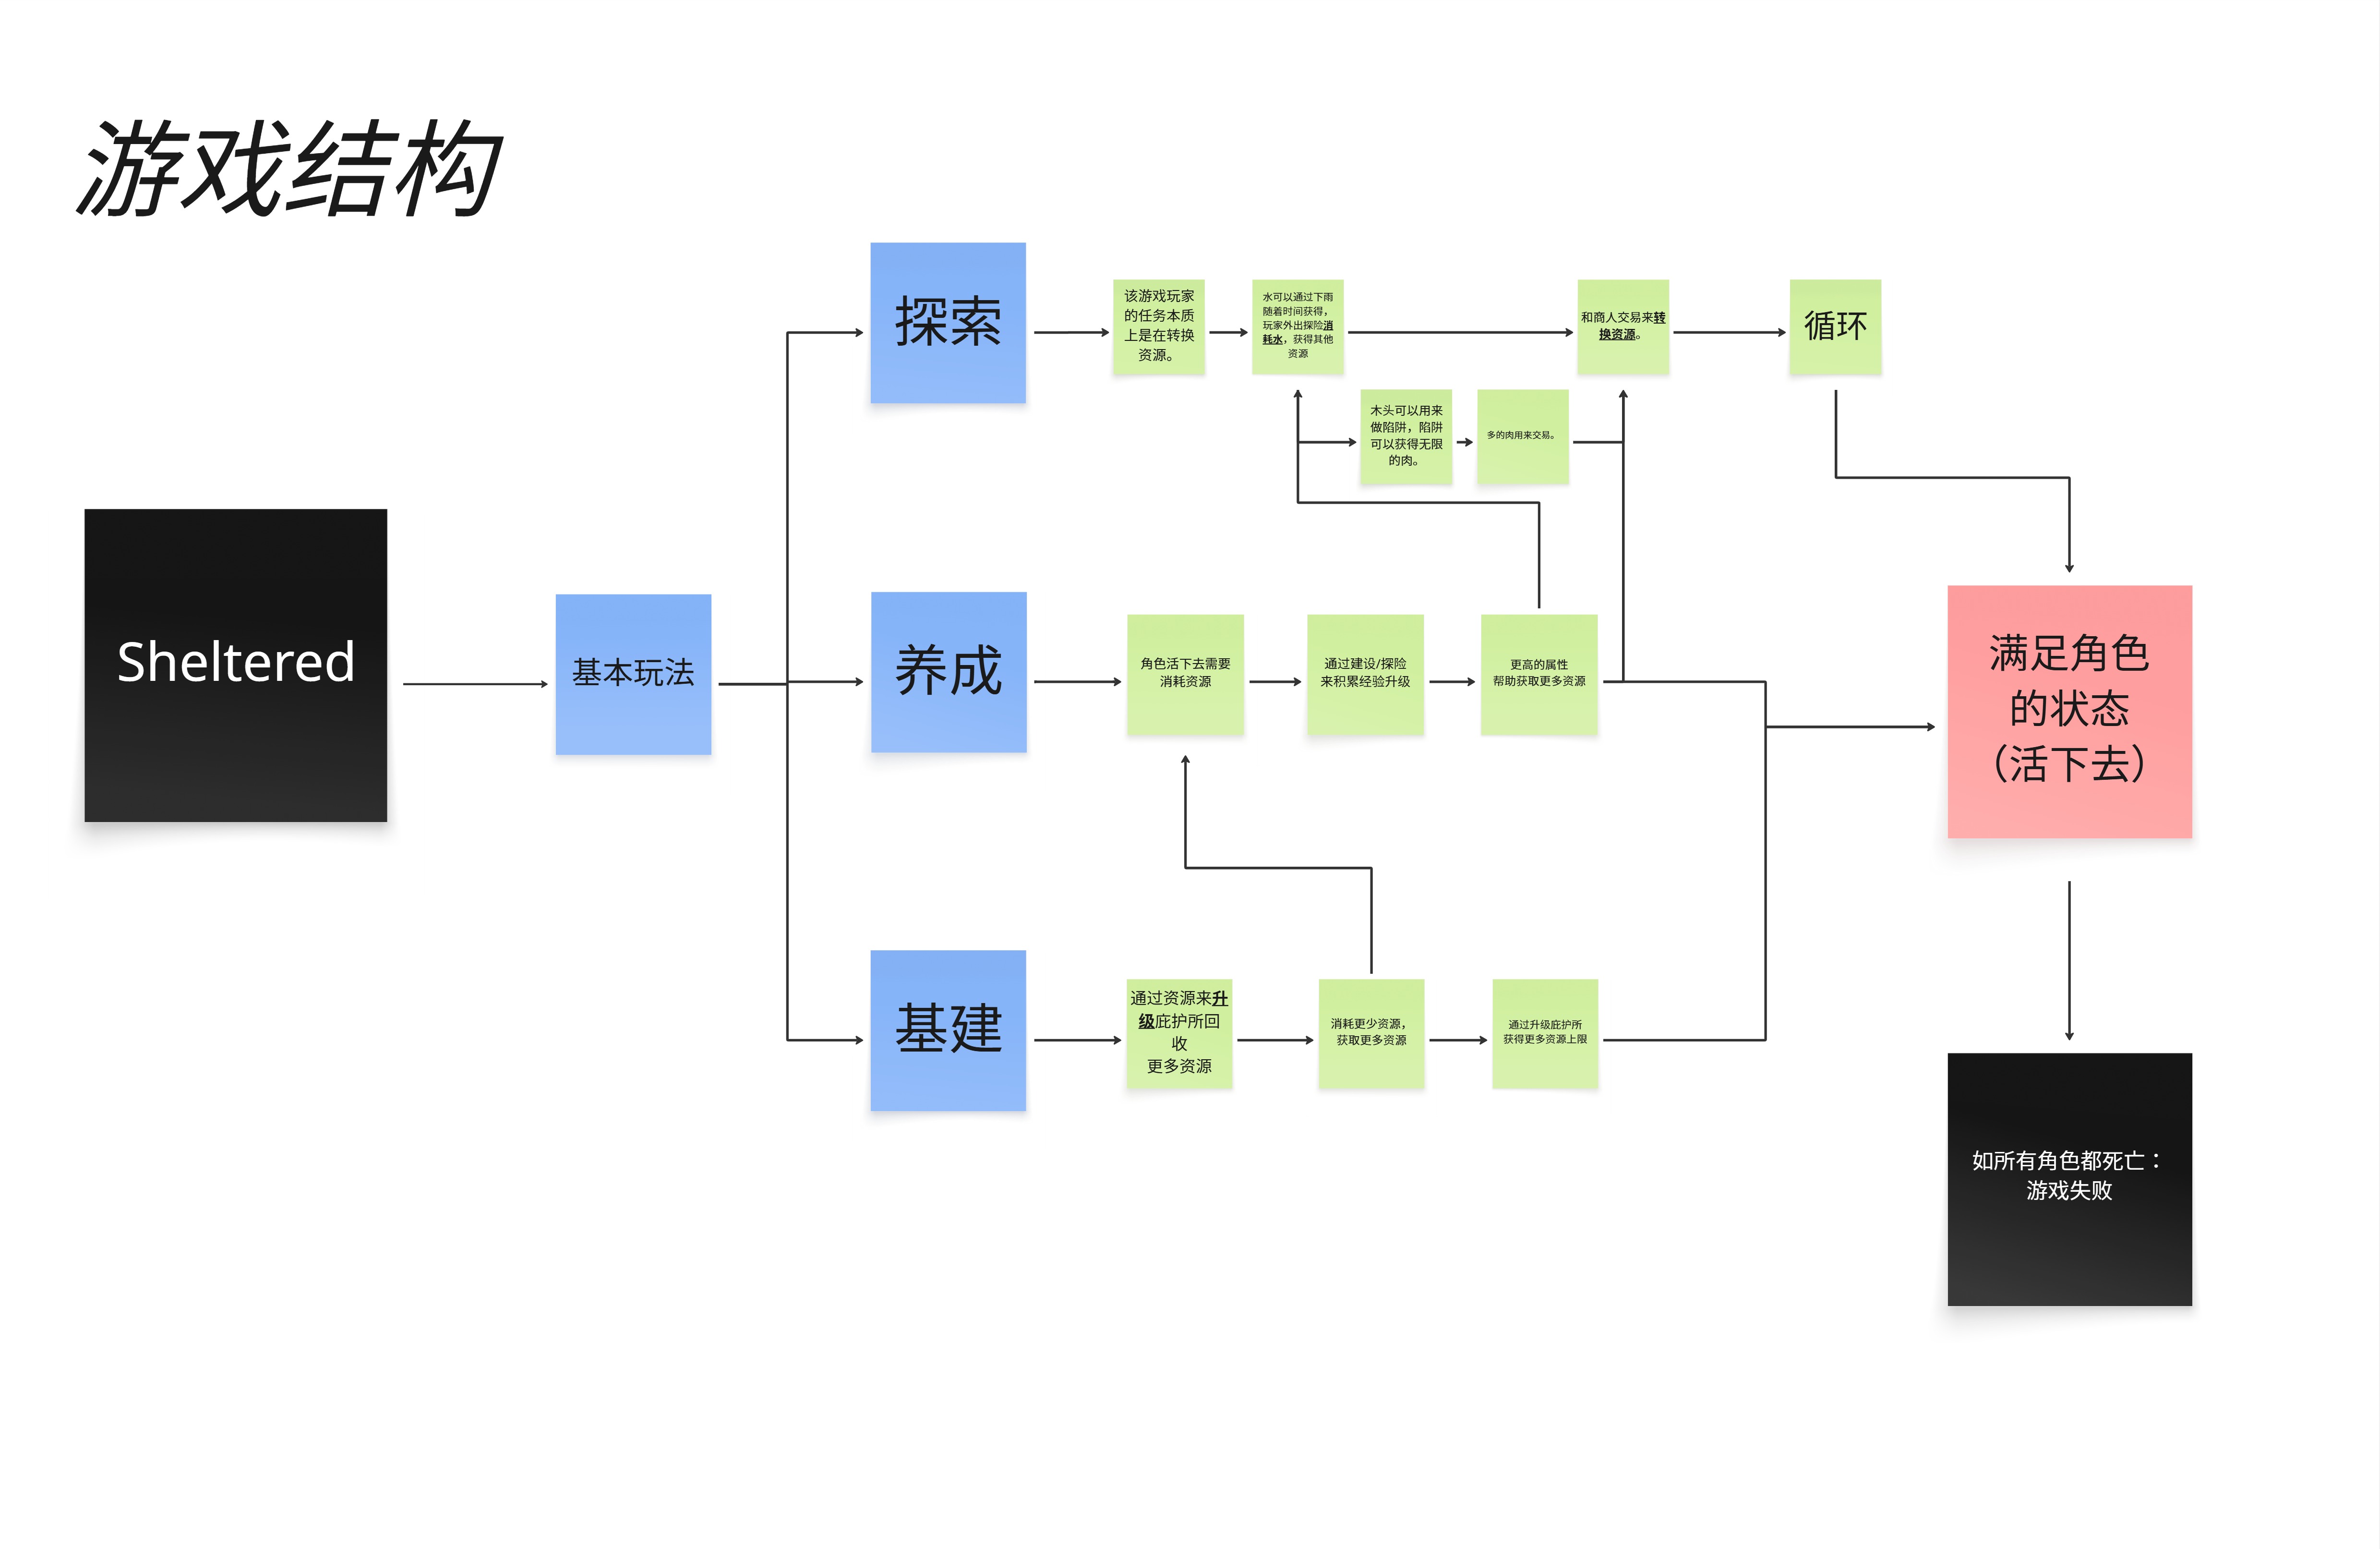 游戏结构
Sheltered
基本玩法
探索
该游戏玩家
的任务本质
上是在转换
资源。
水可以通过下雨
随着时间获得，
玩家外出探险消
耗水，获得其他
资源
和商人交易来转
换资源。
循环
木头可以用来
做陷阱，陷阱
可以获得无限
的肉。
多的肉用来交易。
养成
角色活下去需要
消耗资源
通过建设/探险
来积累经验升级
更高的属性
帮助获取更多资源
基建
通过资源来升
级庇护所回
收
更多资源
消耗更少资源，
获取更多资源
通过升级庇护所
获得更多资源上限
满足角色
的状态
（活下去）
如所有角色都死亡：
游戏失败